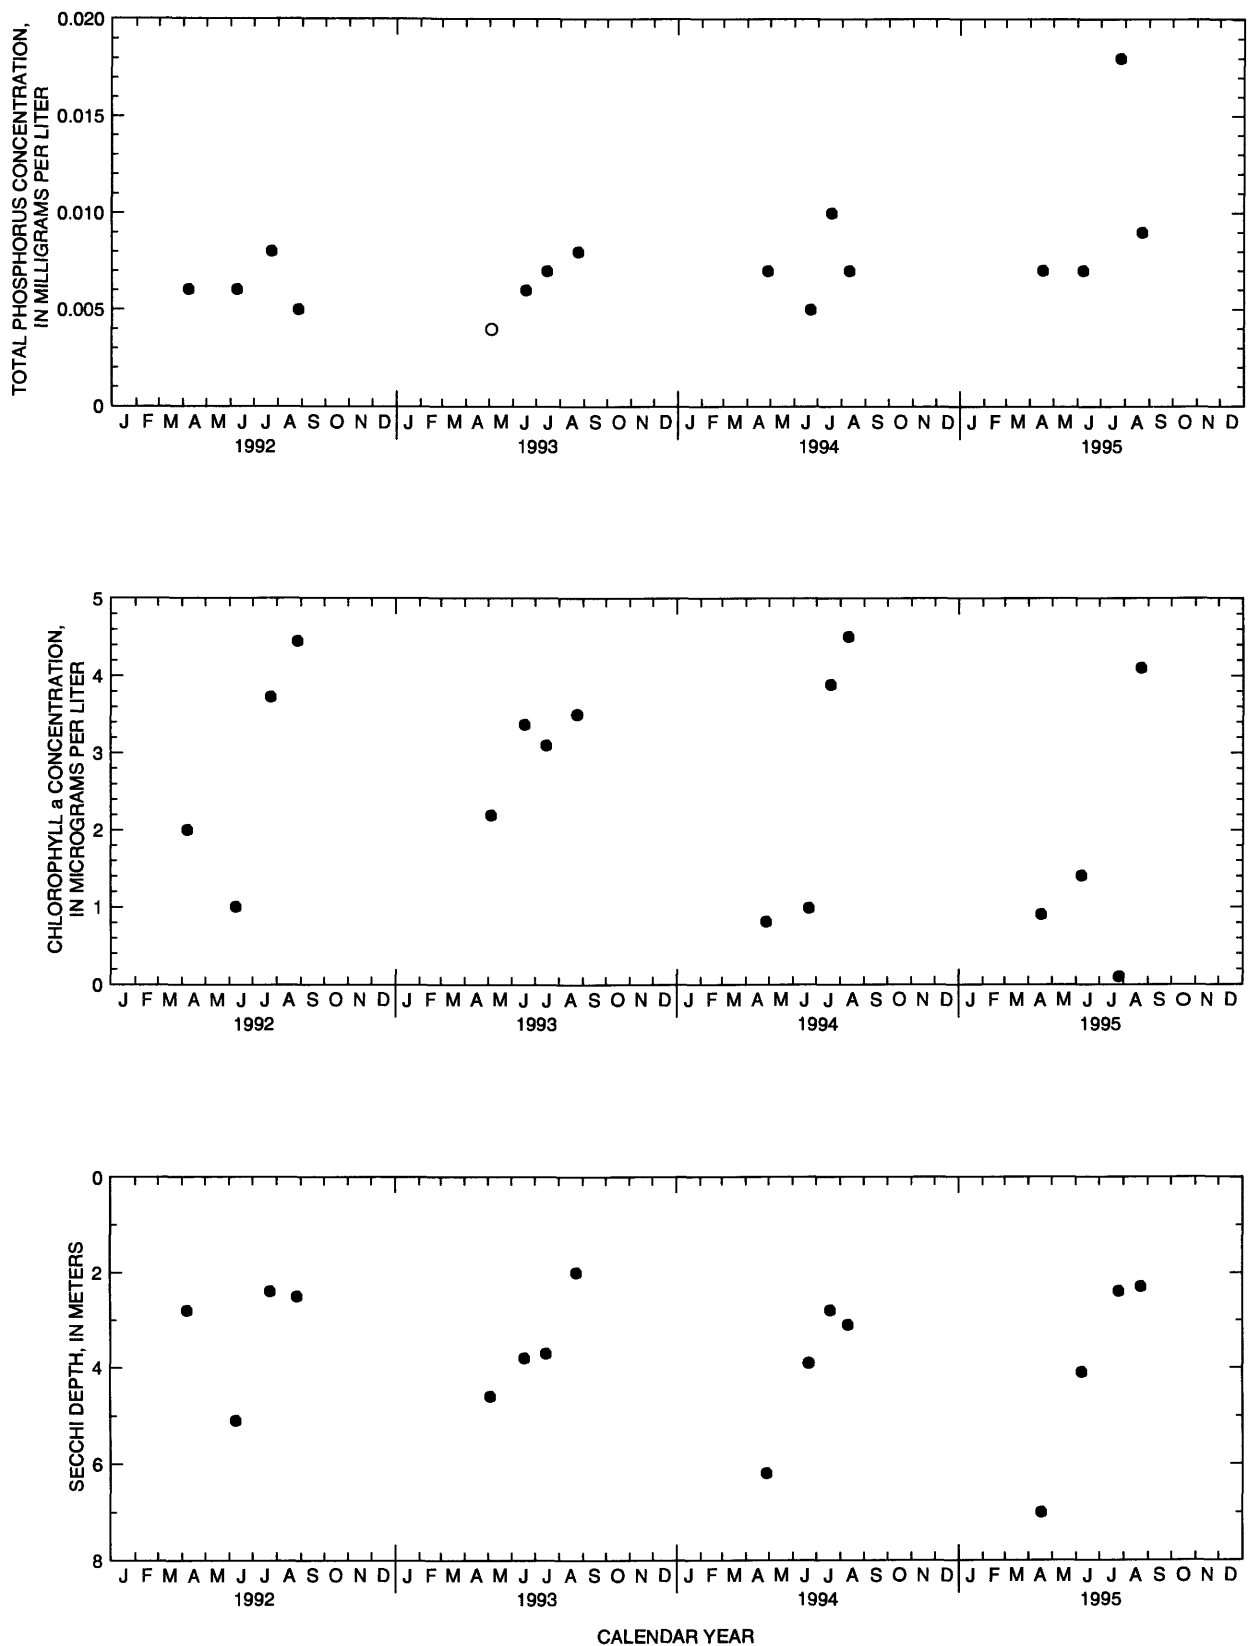 TOTAL PHOSPHORUS CONCENTRATION,
IN MILLIGRAMS PER LITER
0.020
0.015
0.010
0.005
0
J F M A M J J A S O N D J F M A M J J A S O N D J F M A M J J A S O N D J F M A M J J A S O N D
1992 1993 1994 1995
CHLOROPHYLL a CONCENTRATION,
IN MICROGRAMS PER LITER
5
4
3
2
1
0
J F M A M J J A S O N D J F M A M J J A S O N D J F M A M J J A S O N D J F M A M J J A S O N D
1992 1993 1994 1995
SECCHI DEPTH, IN METERS
0
2
4
6
8
J F M A M J J A S O N D J F M A M J J A S O N D J F M A M J J A S O N D J F M A M J J A S O N D
1992 1993 1994 1995
CALENDAR YEAR